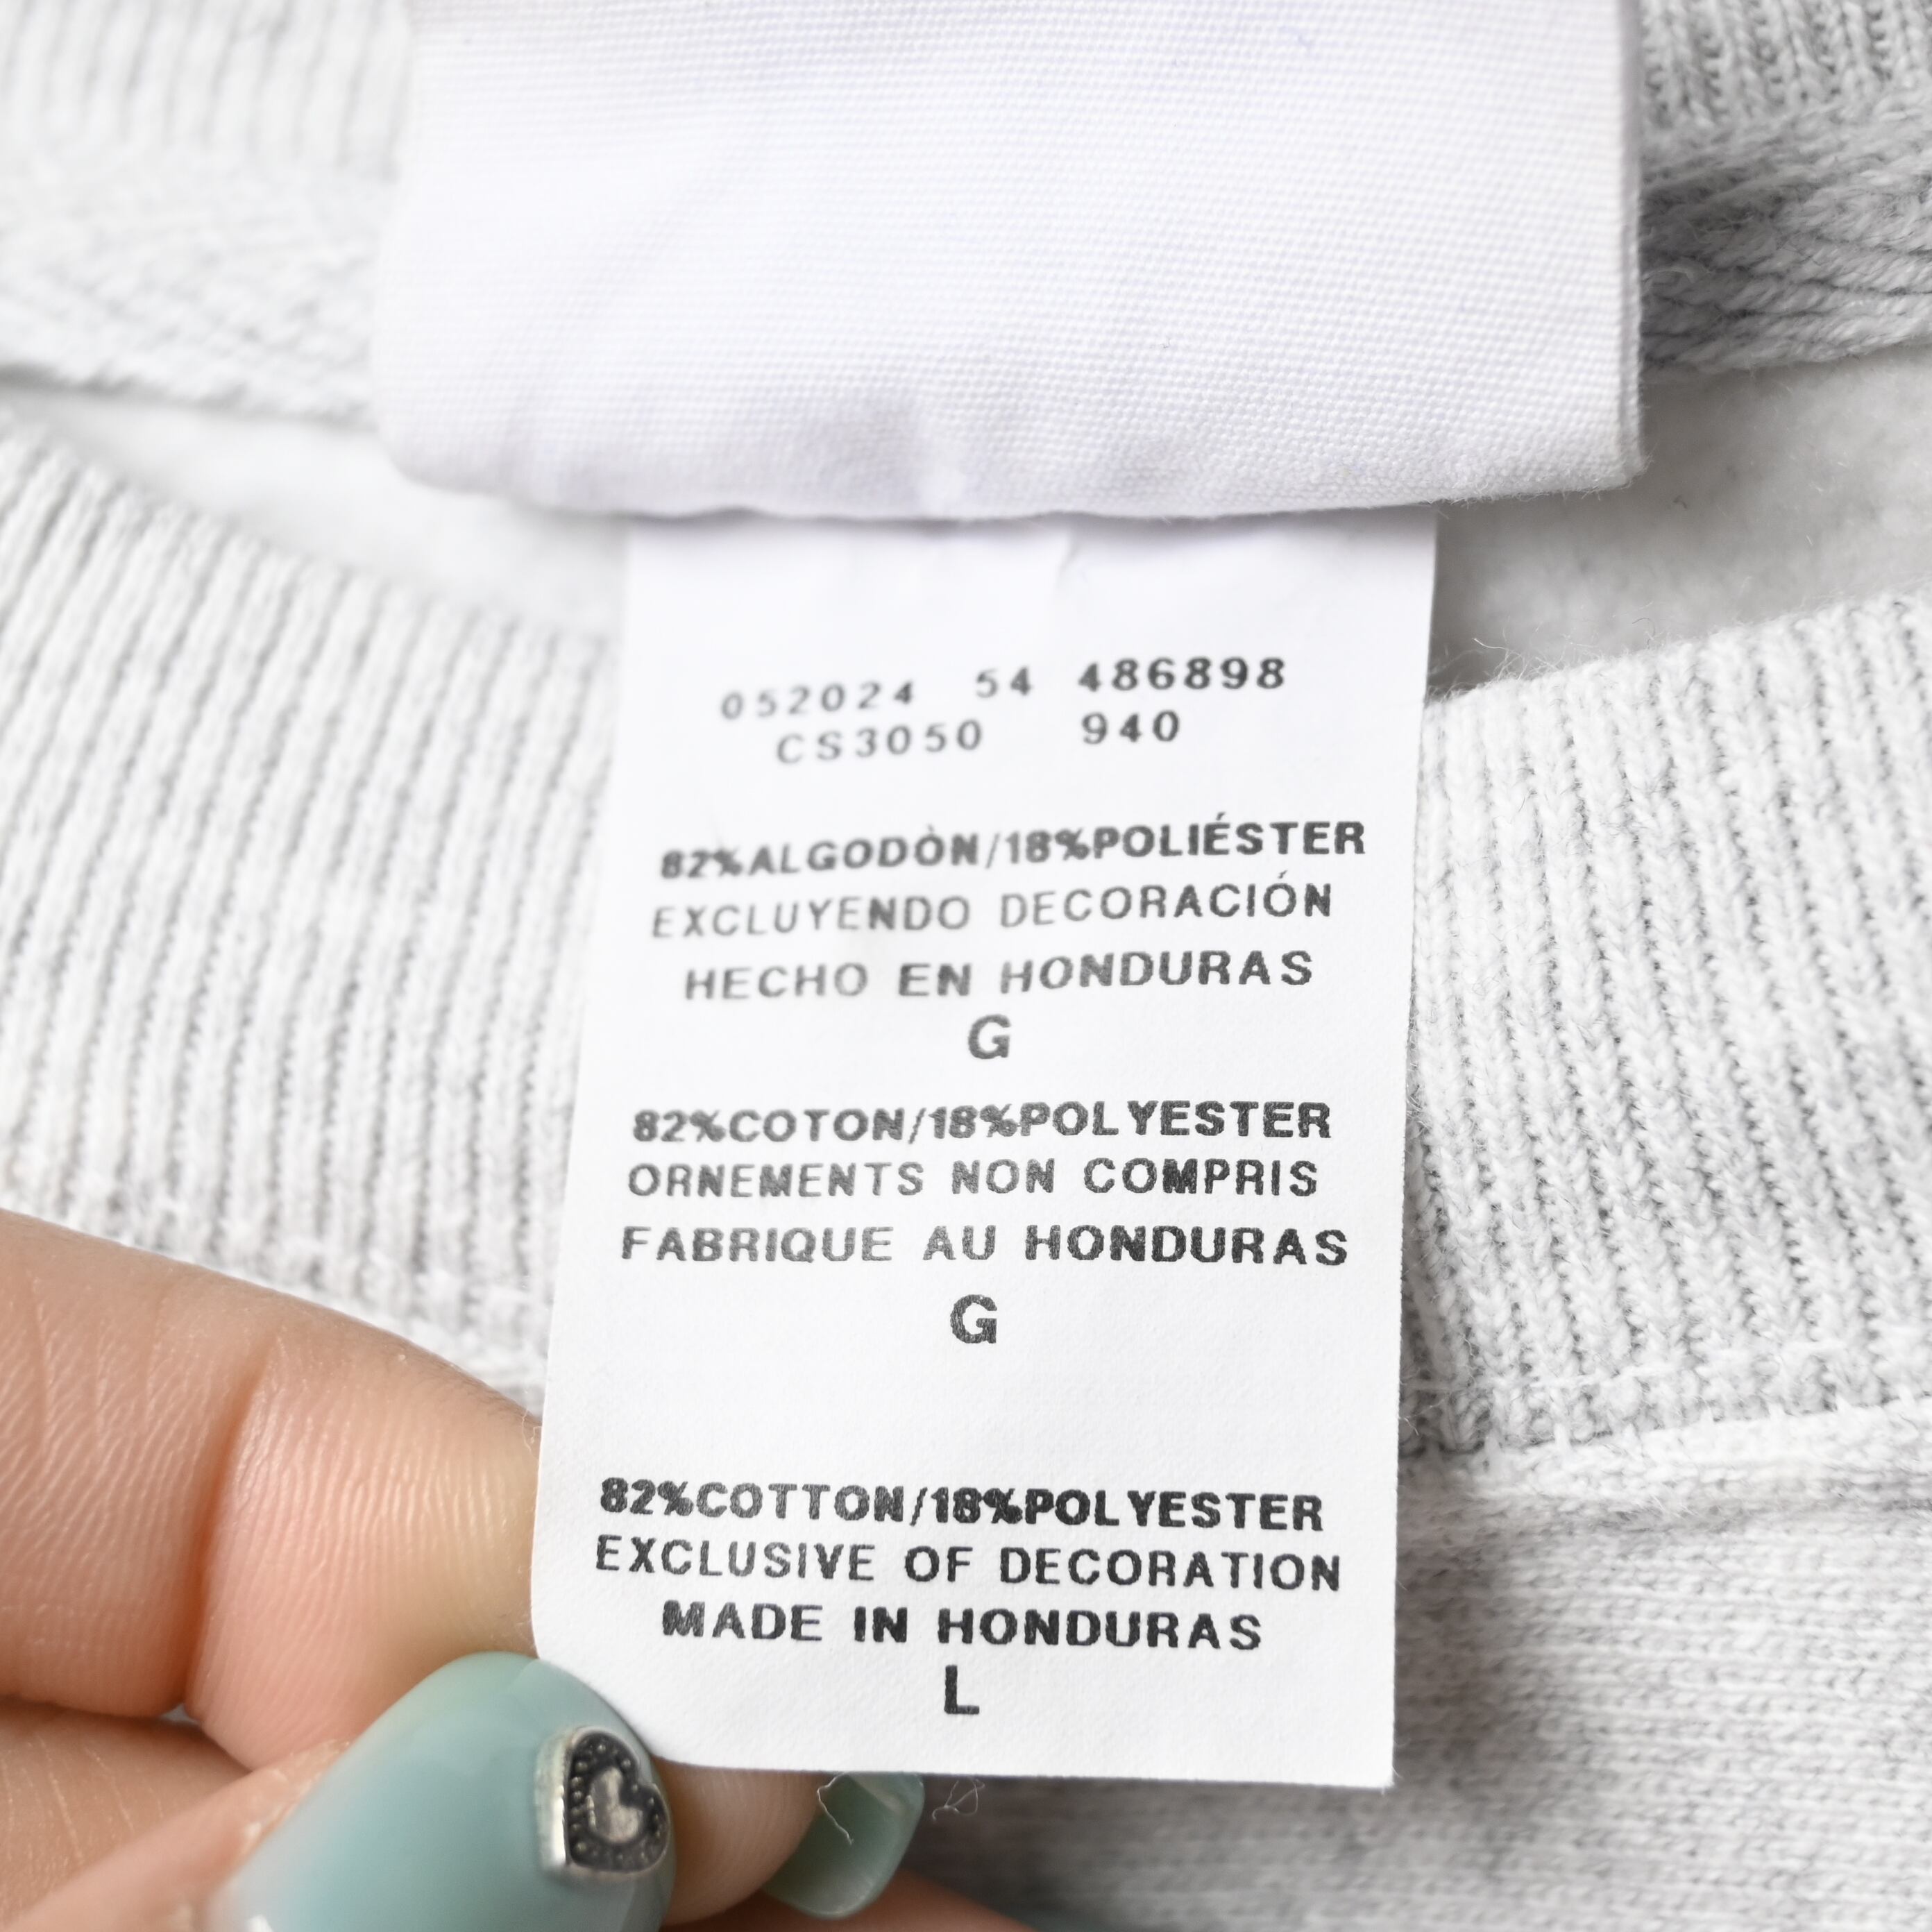 052024 54 486898
CS3050 940
82%ALGODÒN/18%POLIÉSTER
EXCLUYENDO DECORACIÓN
HECHO EN HONDURAS
G
82%COTON/18%POLYESTER
ORNEMENTS NON COMPRIS
FABRIQUE AU HONDURAS
G
82%COTTON/18%POLYESTER
EXCLUSIVE OF DECORATION
MADE IN HONDURAS
L